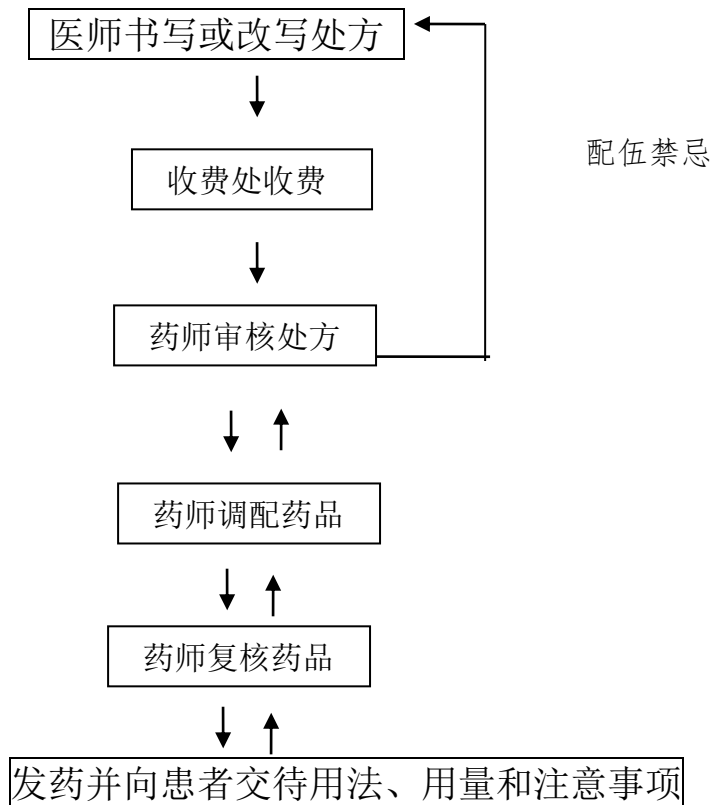 医师书写或改写处方
配伍禁忌
收费处收费
药师审核处方
药师调配药品
药师复核药品
发药并向患者交待用法、用量和注意事项